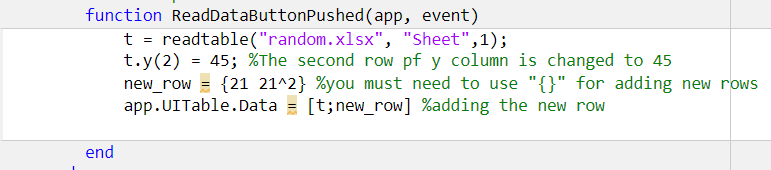 function ReadDataButtonPushed(app, event)
t = readtable("random.xlsx", "Sheet",1);
t.y(2) = 45; %The second row pf y column is changed to 45
new_row = {21 21^2} %you must need to use "{}" for adding new rows
app.UITable.Data = [t;new_row] %adding the new row
end